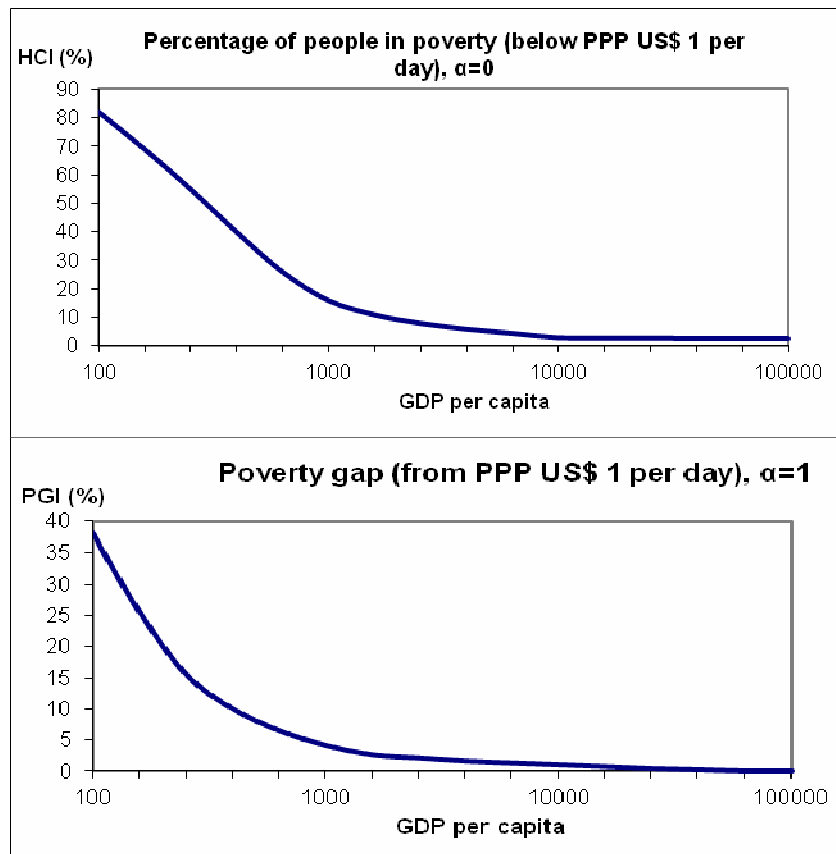 Percentage of people in poverty (below PPP US$ 1 per
day), α=0
HCI (%)
90
80
70
60
50
40
30
20
10
0
100 1000 10000 100000
GDP per capita
Poverty gap (from PPP US$ 1 per day), α=1
PGI (%)
40
35
30
25
20
15
10
5
0
100 1000 10000 100000
GDP per capita